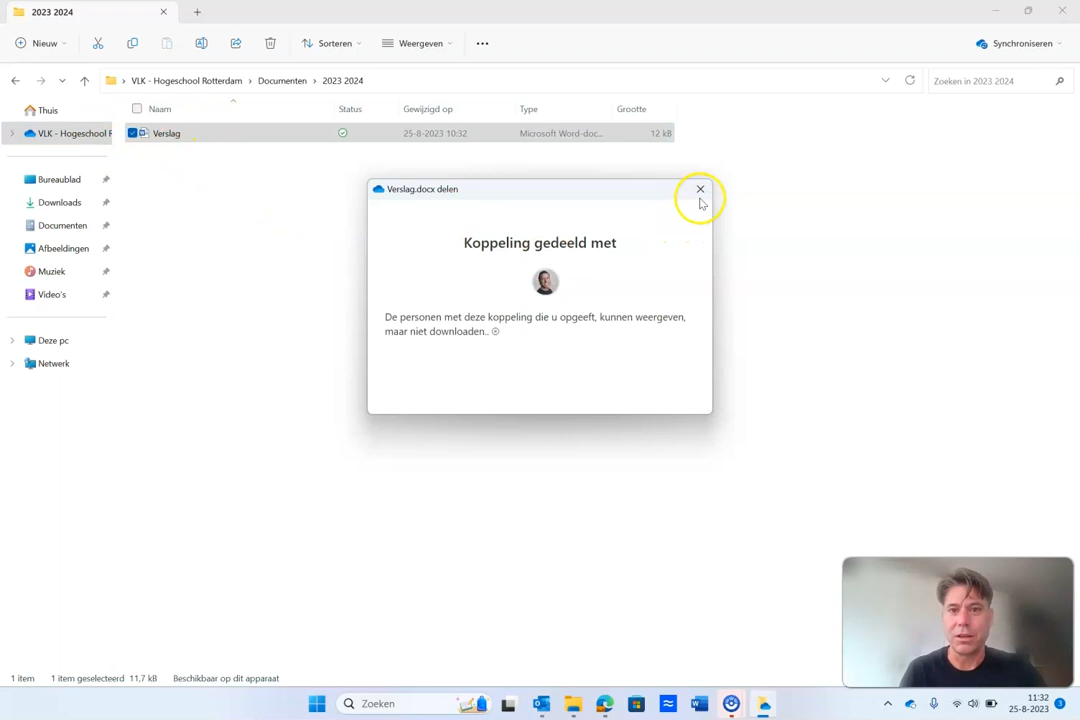 2023 2024
Nieuw
Sorteren
Weergeven
Synchroniseren
VLK - Hogeschool Rotterdam > Documenten > 2023 2024
Zoeken in 2023 2024
Naam Status Gewijzigd op Type Grootte
Verslag 25-8-2023 10:32 Microsoft Word-doc... 12 kB
Thuis
VLK - Hogeschool R
Bureaublad
Downloads
Documenten
Afbeeldingen
Muziek
Video's
Deze pc
Netwerk
Verslag.docx delen
Koppeling gedeeld met
De personen met deze koppeling die u opgeeft, kunnen weergeven,
maar niet downloaden..
1 item 1 item geselecteerd 11,7 kB Beschikbaar op dit apparaat
Zoeken
11:32
25-8-2023
3